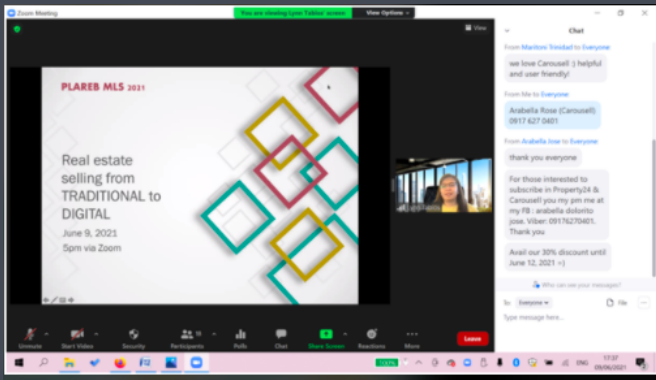 Zoom Meeting
You are viewing Lynn Tablor' screen
View Options
View
Chat
From Maritoni Trinidad to Everyone
we love Carousell :) helpful
and user friendly!
From Me to Everyone:
Arabella Rose (Carousell)
0917 627 0401
From Arabella Jose to Everyone:
thank you everyone
For those interested to
subscribe in Property24 &
Carousell you my pm me at
my FB : arabella dolorito
jose. Viber: 09176270401.
Thank you
Avail our 30% discount until
June 12, 2021 =)
PLAREB MLS 2021
Real estate
selling from
TRADITIONAL to
DIGITAL
June 9, 2021
5pm via Zoom
Who can see your messages?
To: Everyone
File
Type message here...
Unmute
Start Video
Security
Participants
Polls
Chat
Share Screen
Reactions
More
Leave
100%
ENG
17:37
09/06/2021